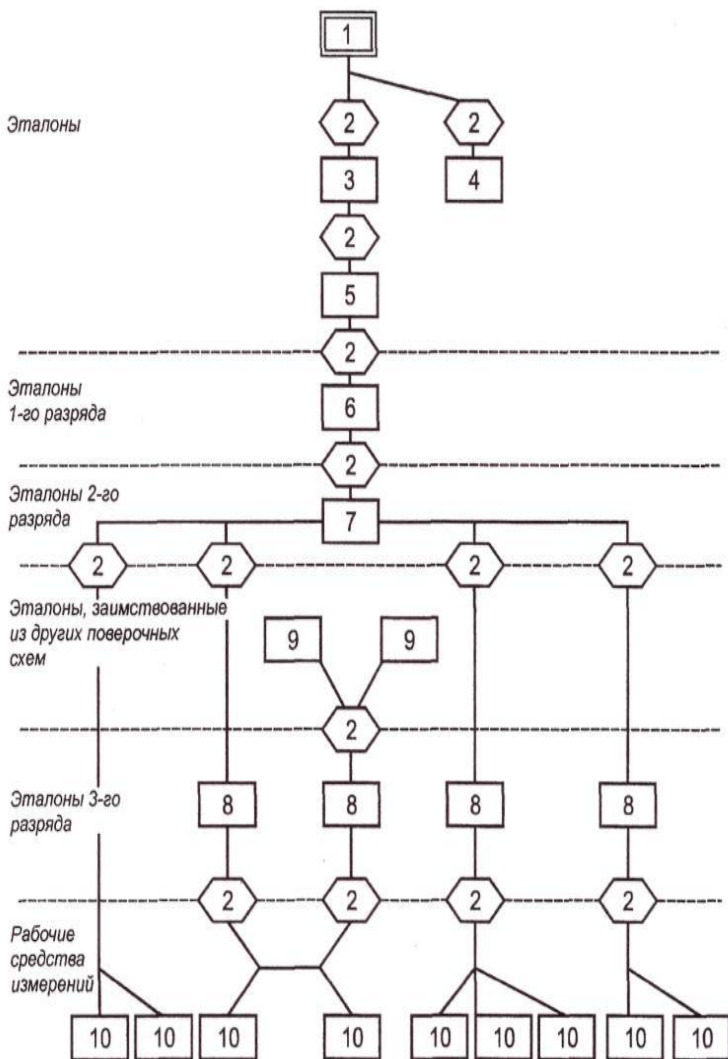 1
Эталоны
2 2
3 4
2
5
2
Эталоны
1-го разряда
6
2
Эталоны 2-го
разряда
7
2 2 2 2
Эталоны, заимствованные
из других поверочных
схем
9 9
2
Эталоны 3-го
разряда
8 8 8 8
2 2 2 2
Рабочие
средства
измерений
10 10 10 10 10 10 10 10 10